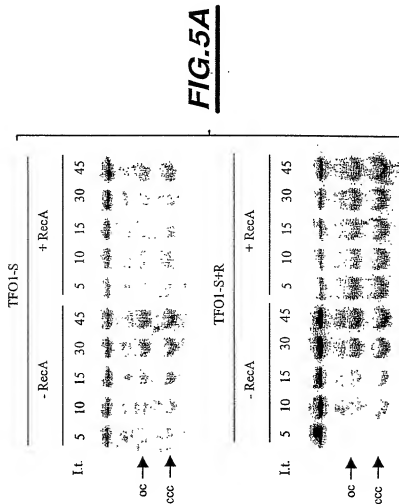 TFO1-S
- RecA + RecA
I.t. 5 10 15 30 45 5 10 15 30 45
oc
ccc
TFO1-S+R
- RecA + RecA
I.t. 5 10 15 30 45 5 10 15 30 45
oc
ccc
FIG.5A